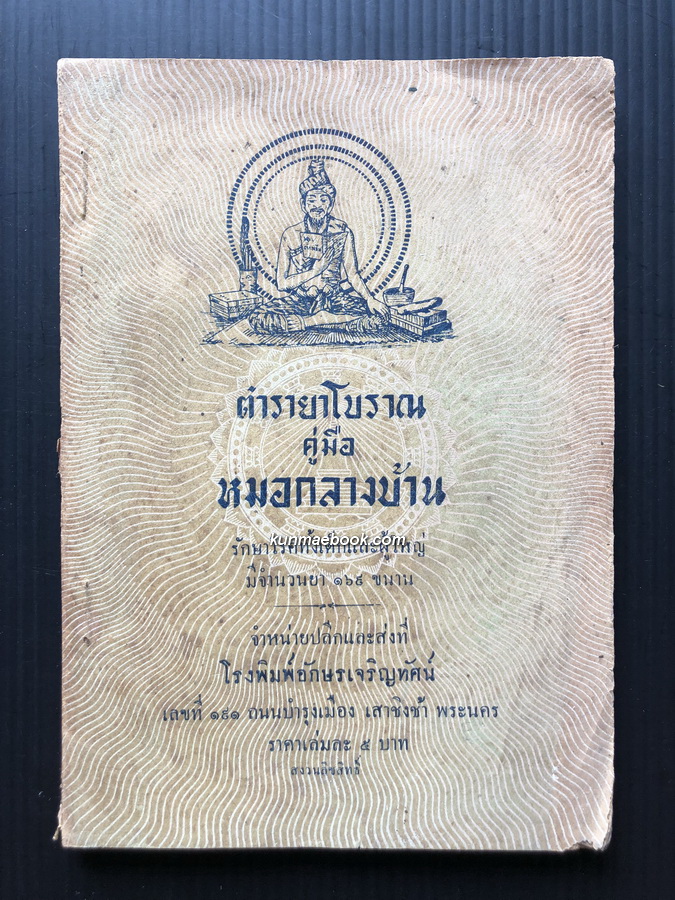 ตำรายาโบราณ
คู่มือ
หมอกลางบ้าน
kunmaebook.com
รักษาโรคทั้งเด็กและผู้ใหญ่
มีจำนวนยา ๑๖๙ ขนาน
จำหน่ายปลีกและส่งที่
โรงพิมพ์อักษรเจริญทัศน์
เลขที่ ๑๙๑ ถนนบำรุงเมือง เสาชิงช้า พระนคร
ราคาเล่มละ ๕ บาท
สงวนลิขสิทธิ์